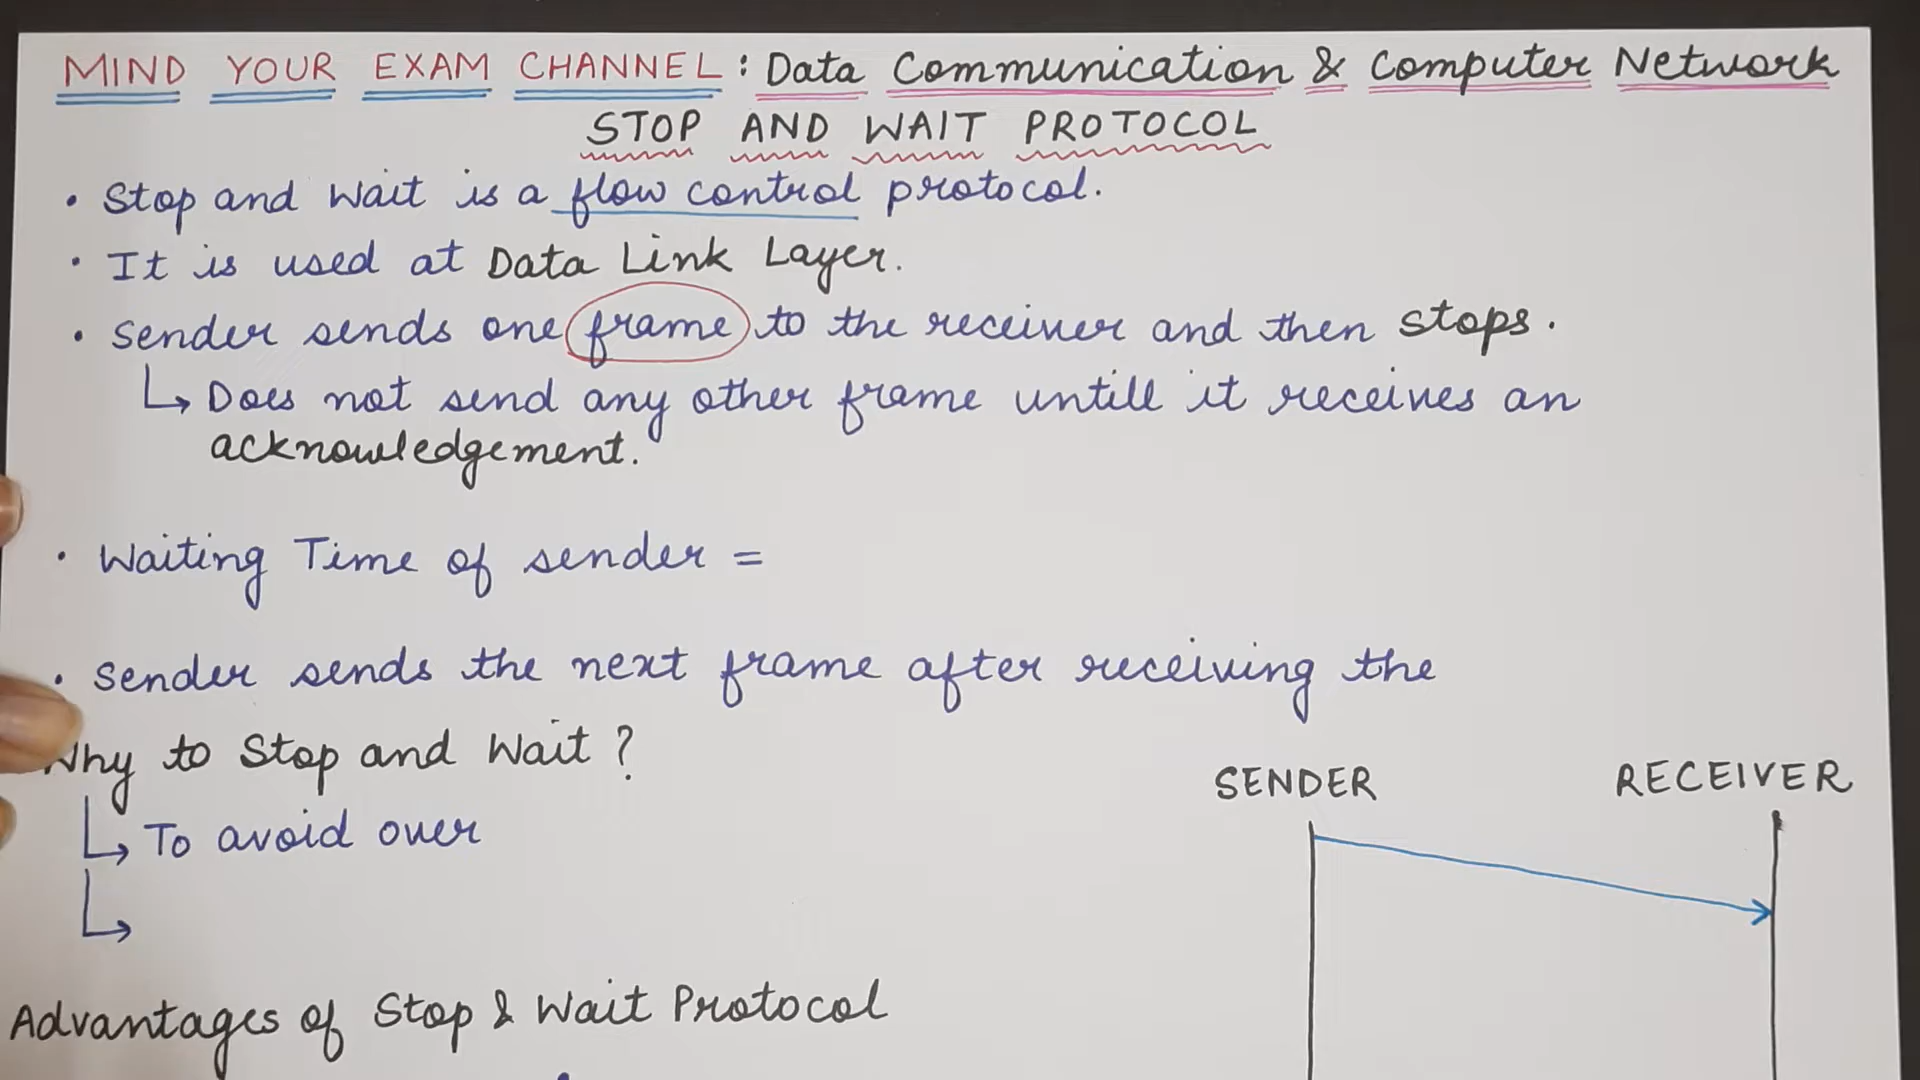 MIND YOUR EXAM CHANNEL: Data Communication & Computer Network
STOP AND WAIT PROTOCOL
• Stop and Wait is a flow control protocol.
• It is used at Data Link Layer.
• Sender sends one frame to the receiver and then stops.
↳ Does not send any other frame untill it receives an
acknowledgement.
• Waiting Time of sender =
• Sender sends the next frame after receiving the
Why to Stop and Wait?
↳ To avoid over
↳
SENDER RECEIVER
Advantages of Stop & Wait Protocol